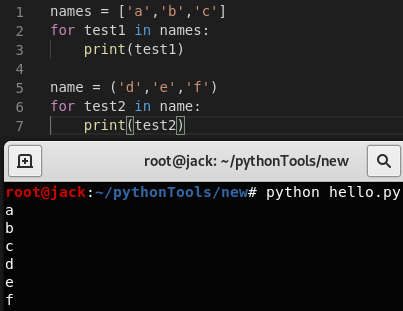 1 names = ['a','b','c']
2 for test1 in names:
3     print(test1)
4
5 name = ('d','e','f')
6 for test2 in name:
7     print(test2)
root@jack: ~/pythonTools/new
root@jack:~/pythonTools/new# python hello.py
a
b
c
d
e
f